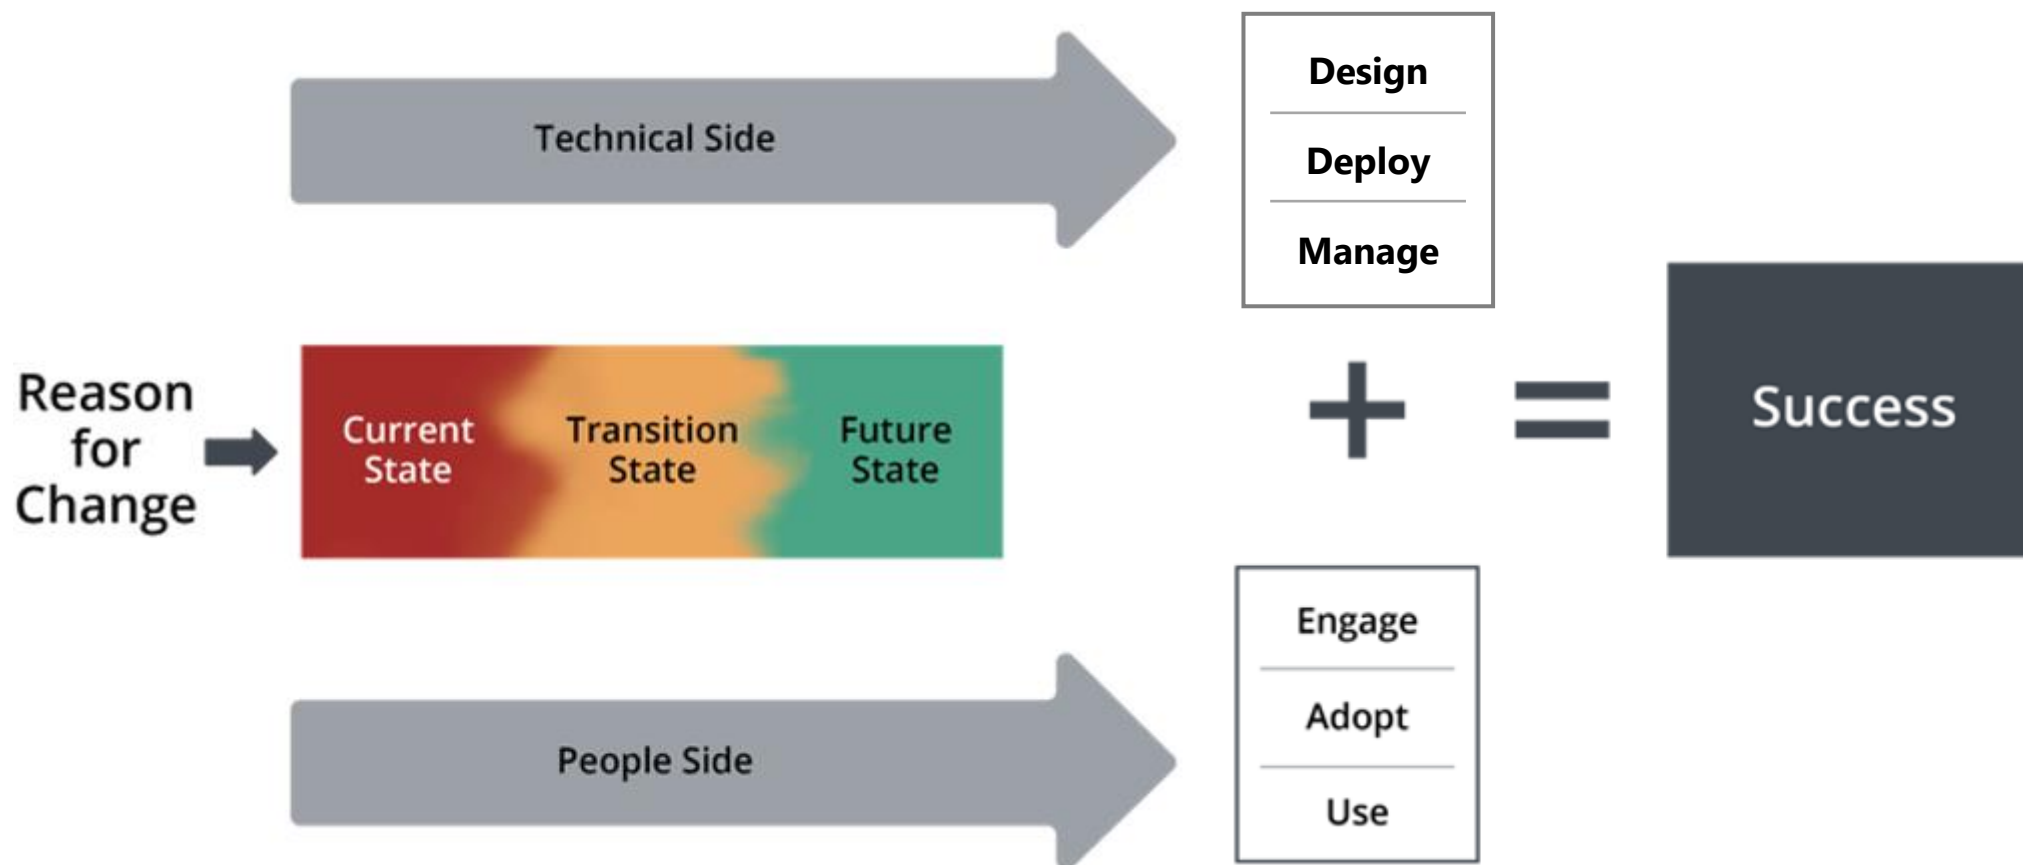 Technical Side
Design
Deploy
Manage
Reason
for
Change
Current
State
Transition
State
Future
State
+
=
Success
People Side
Engage
Adopt
Use